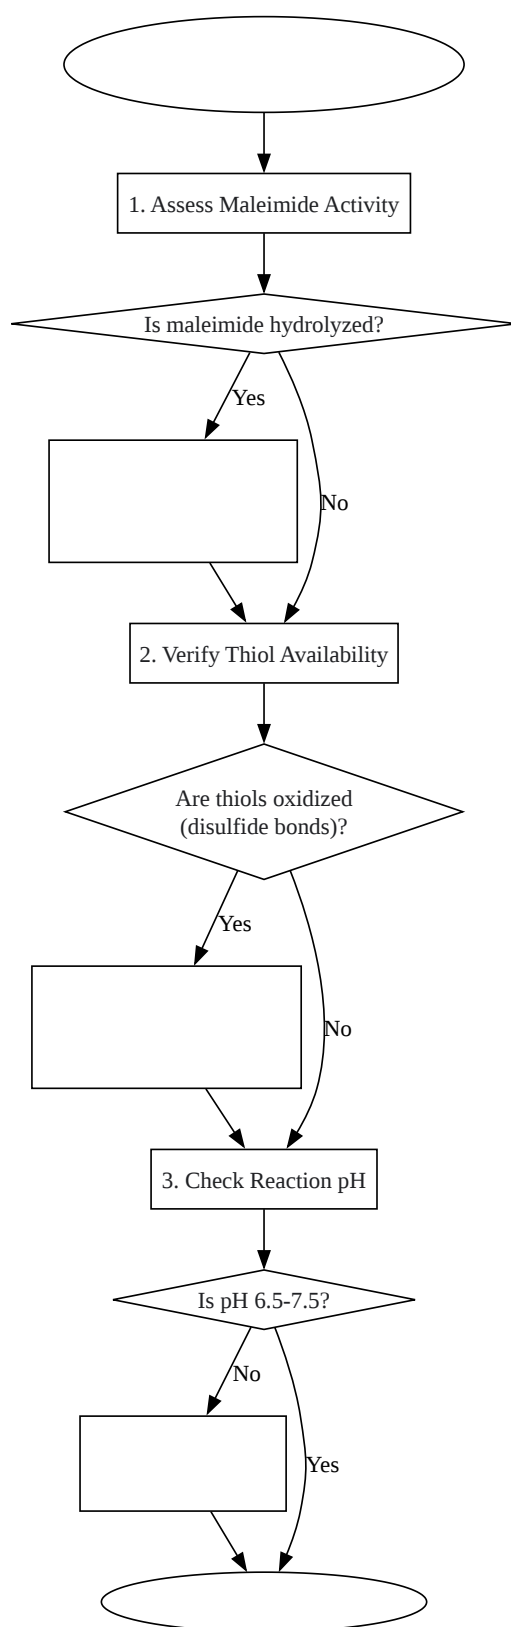 1. Assess Maleimide Activity
Is maleimide hydrolyzed?
Yes
No
2. Verify Thiol Availability
Are thiols oxidized
(disulfide bonds)?
Yes
No
3. Check Reaction pH
Is pH 6.5-7.5?
No
Yes